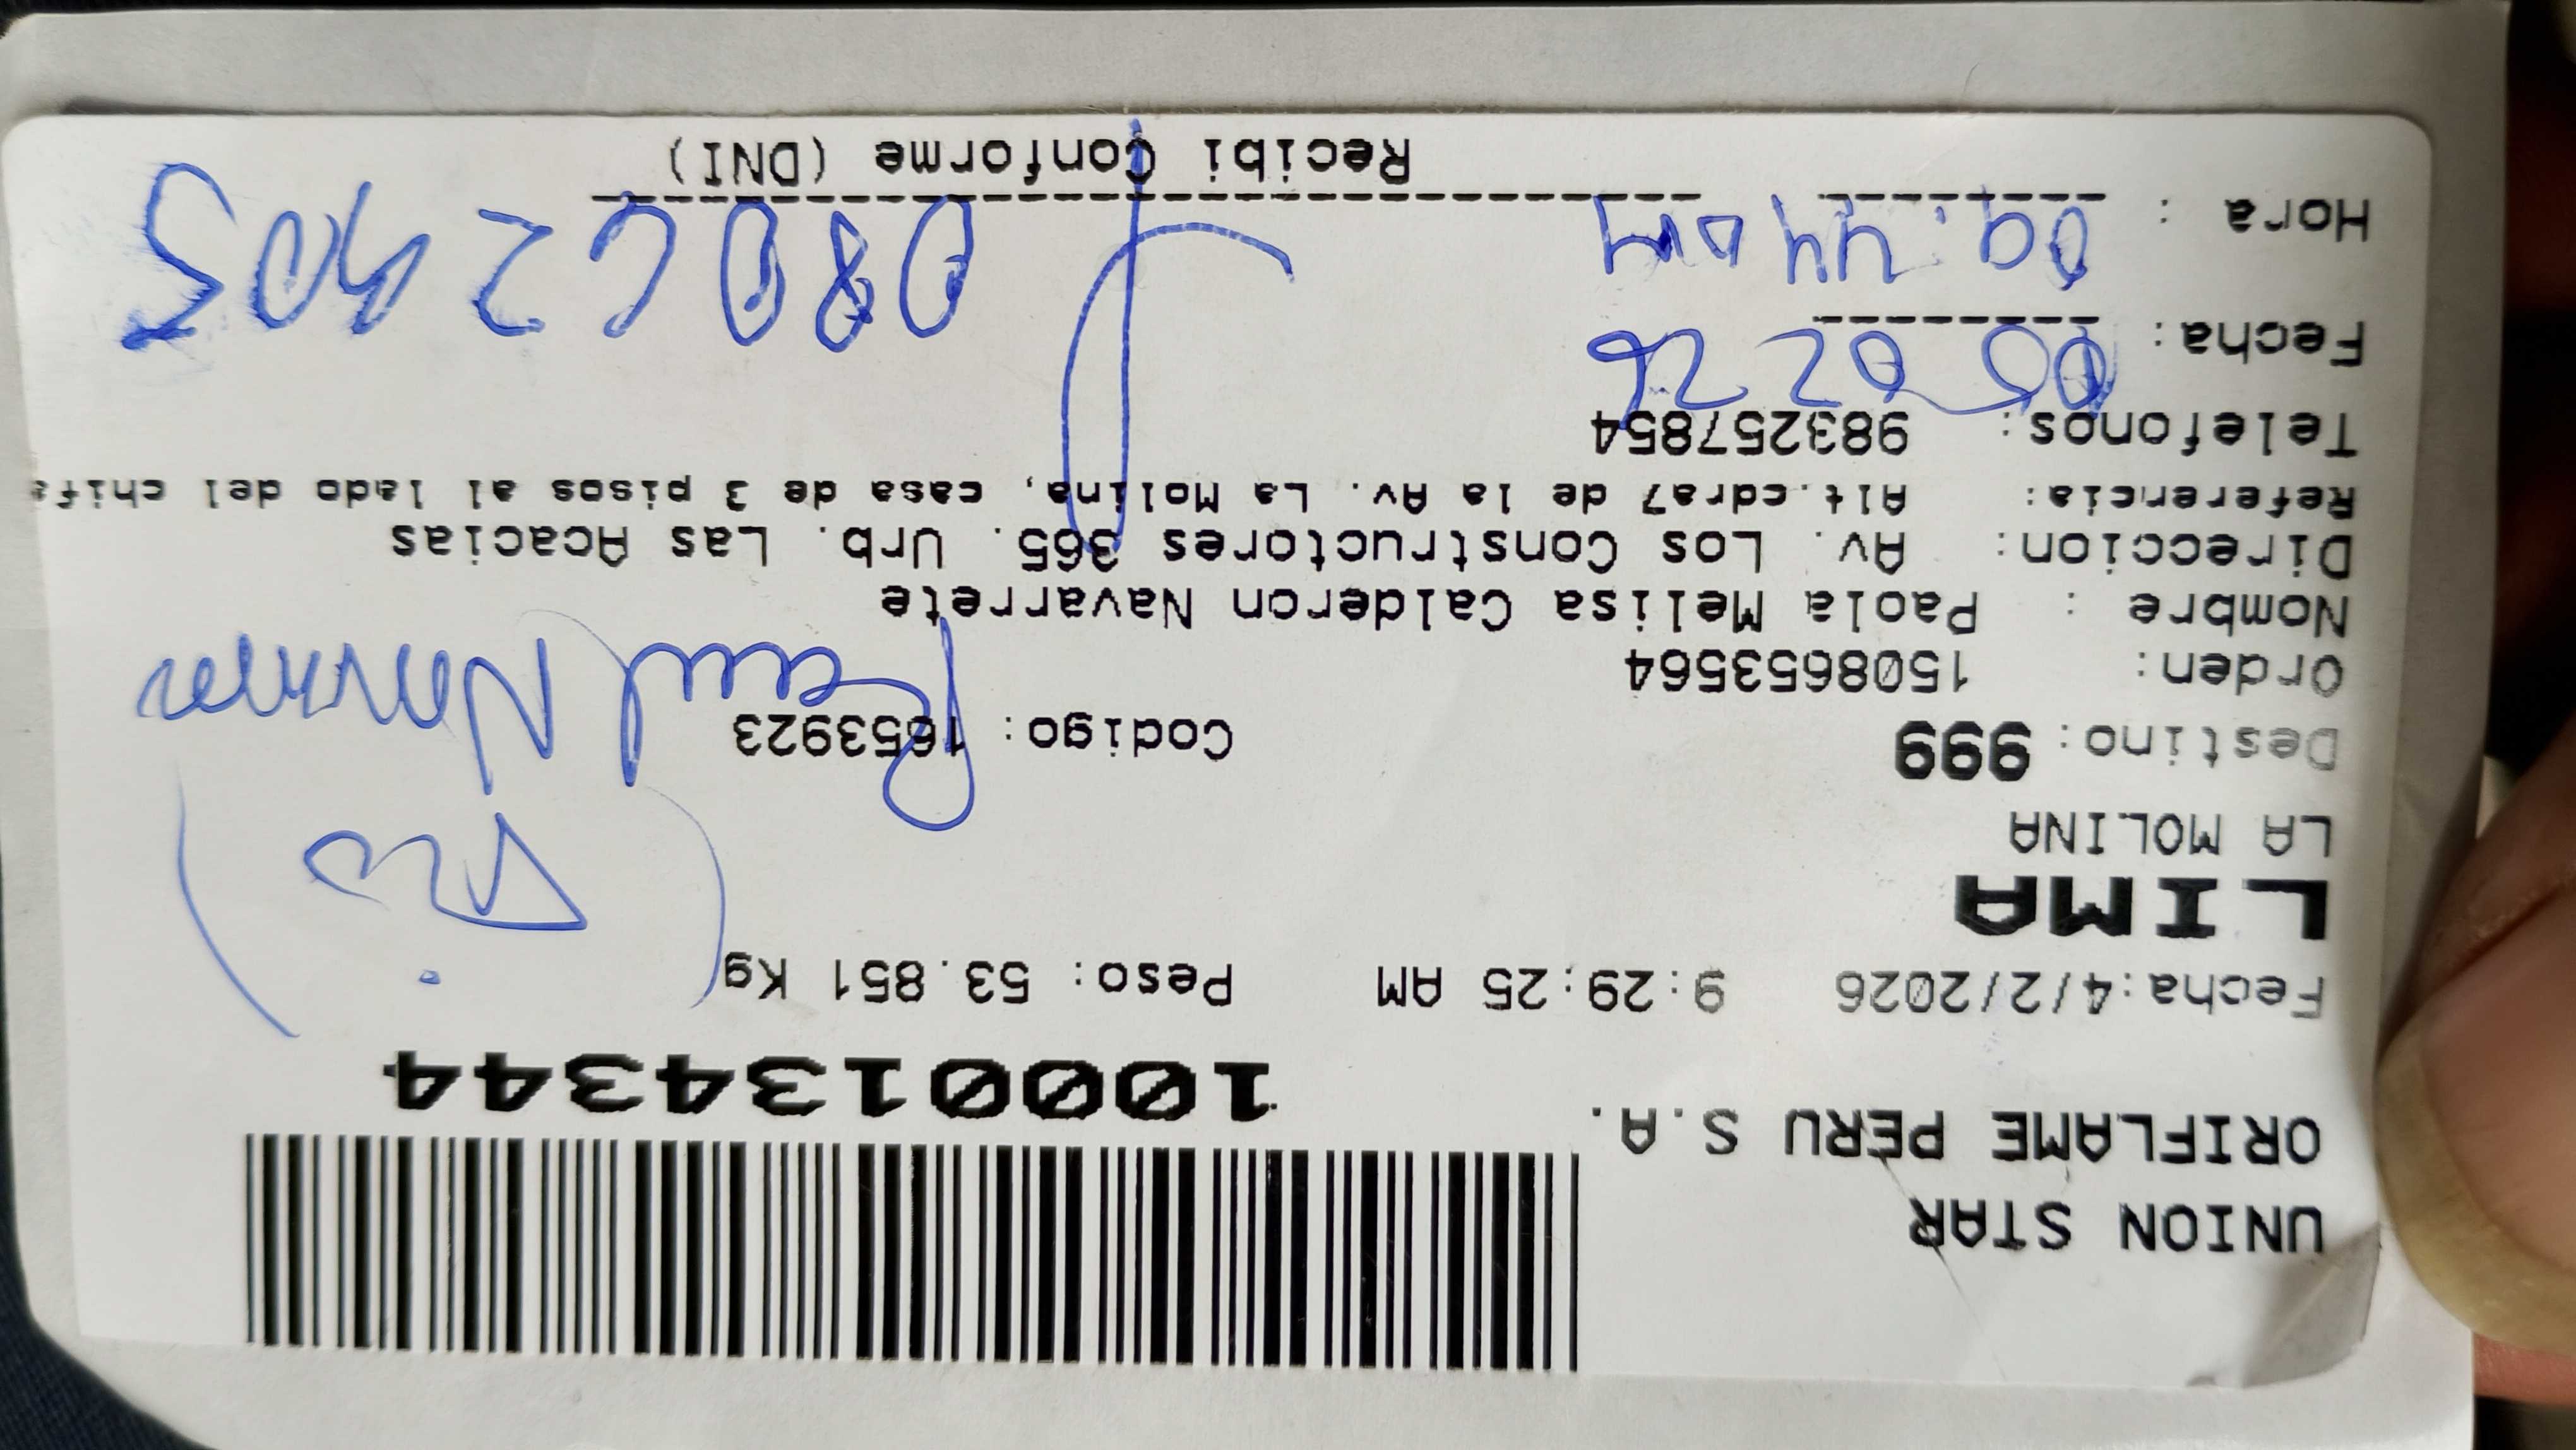 UNION STAR
ORIFLAME PERU S.A.
10001434344
Fecha:4/2/2026 9:29:25 AM Peso: 53.851 Kg
LIMA
LA MOLINA
(Tio)
Destino: 999 Codigo: 1653923
Orden: 1508653564
Paul
Nombre : Paola Melisa Calderon Navarrete
Direccion: Av. Los Constructores 365. Urb. Las Acacias
Referencia: Alt.cdra7 de la Av. La Molina, casa de 3 pisos al lado del chifa
Telefonos: 983257854
Fecha: 05 02 26
Hora : 09:44 am
Recibi Conforme (DNI)